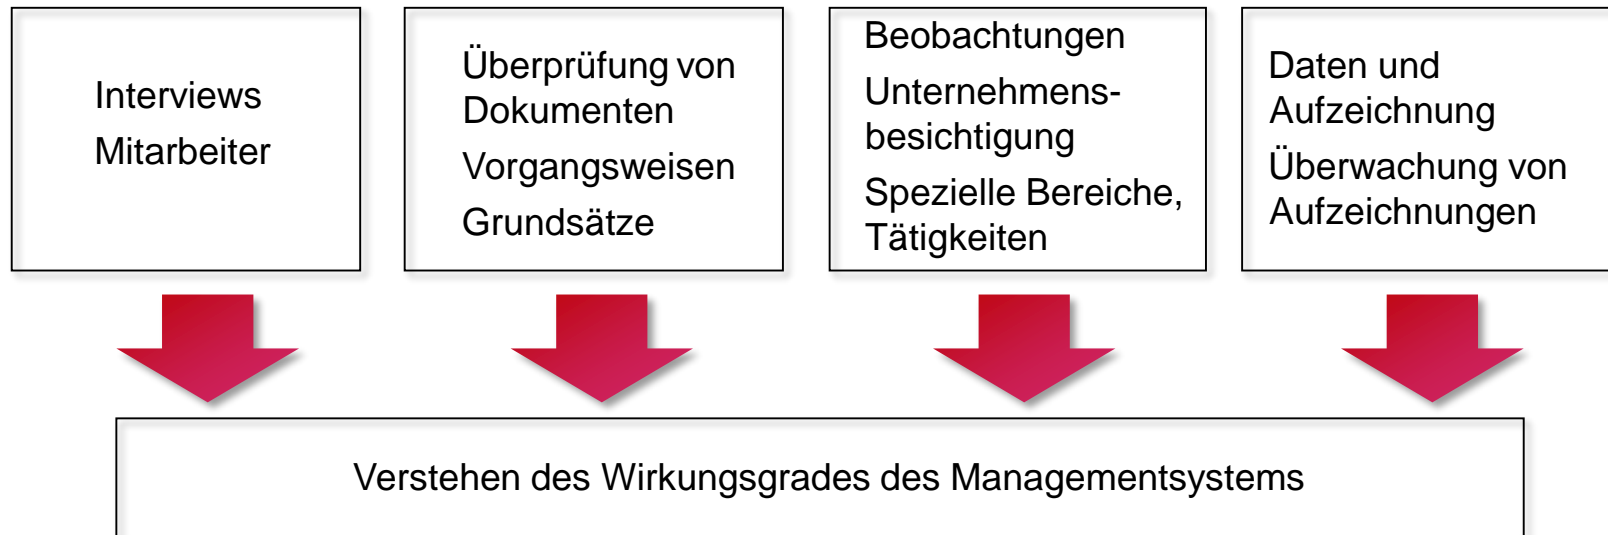 Interviews
Mitarbeiter
Überprüfung von
Dokumenten
Vorgangsweisen
Grundsätze
Beobachtungen
Unternehmens-
besichtigung
Spezielle Bereiche,
Tätigkeiten
Daten und
Aufzeichnung
Überwachung von
Aufzeichnungen
Verstehen des Wirkungsgrades des Managementsystems